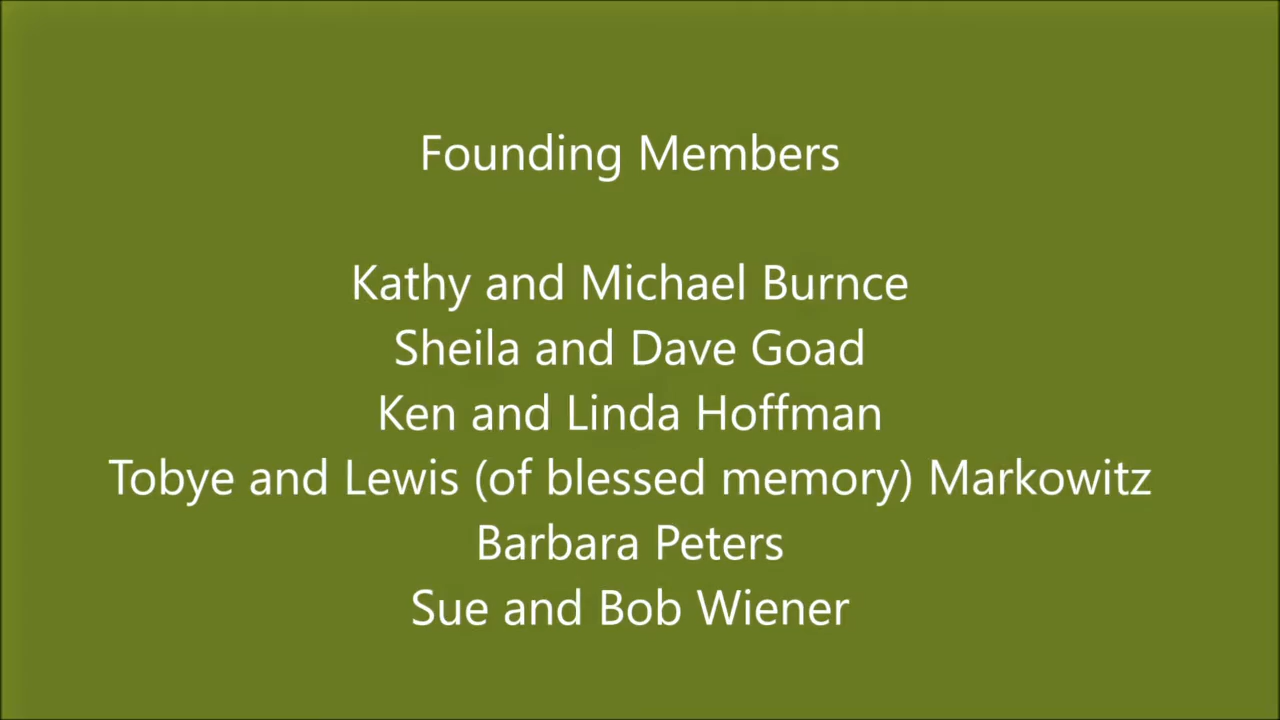 Founding Members
Kathy and Michael Burnce
Sheila and Dave Goad
Ken and Linda Hoffman
Tobye and Lewis (of blessed memory) Markowitz
Barbara Peters
Sue and Bob Wiener